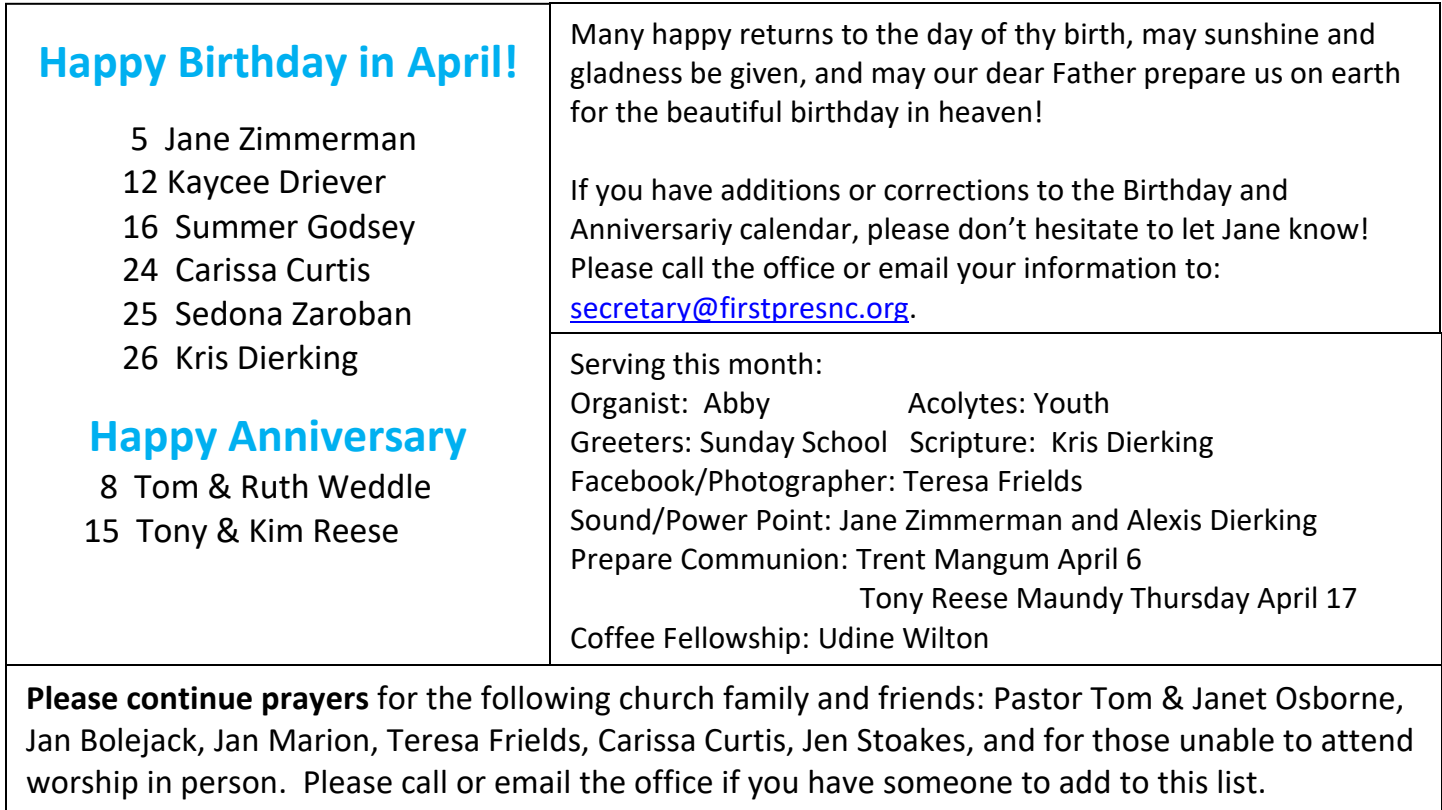 Happy Birthday in April!
5 Jane Zimmerman
12 Kaycee Driever
16 Summer Godsey
24 Carissa Curtis
25 Sedona Zaroban
26 Kris Dierking
Happy Anniversary
8 Tom & Ruth Weddle
15 Tony & Kim Reese
Many happy returns to the day of thy birth, may sunshine and
gladness be given, and may our dear Father prepare us on earth
for the beautiful birthday in heaven!
If you have additions or corrections to the Birthday and
Anniversariy calendar, please don’t hesitate to let Jane know!
Please call the office or email your information to:
secretary@firstpresnc.org.
Serving this month:
Organist: Abby Acolytes: Youth
Greeters: Sunday School Scripture: Kris Dierking
Facebook/Photographer: Teresa Frields
Sound/Power Point: Jane Zimmerman and Alexis Dierking
Prepare Communion: Trent Mangum April 6
Tony Reese Maundy Thursday April 17
Coffee Fellowship: Udine Wilton
Please continue prayers for the following church family and friends: Pastor Tom & Janet Osborne,
Jan Bolejack, Jan Marion, Teresa Frields, Carissa Curtis, Jen Stoakes, and for those unable to attend
worship in person. Please call or email the office if you have someone to add to this list.